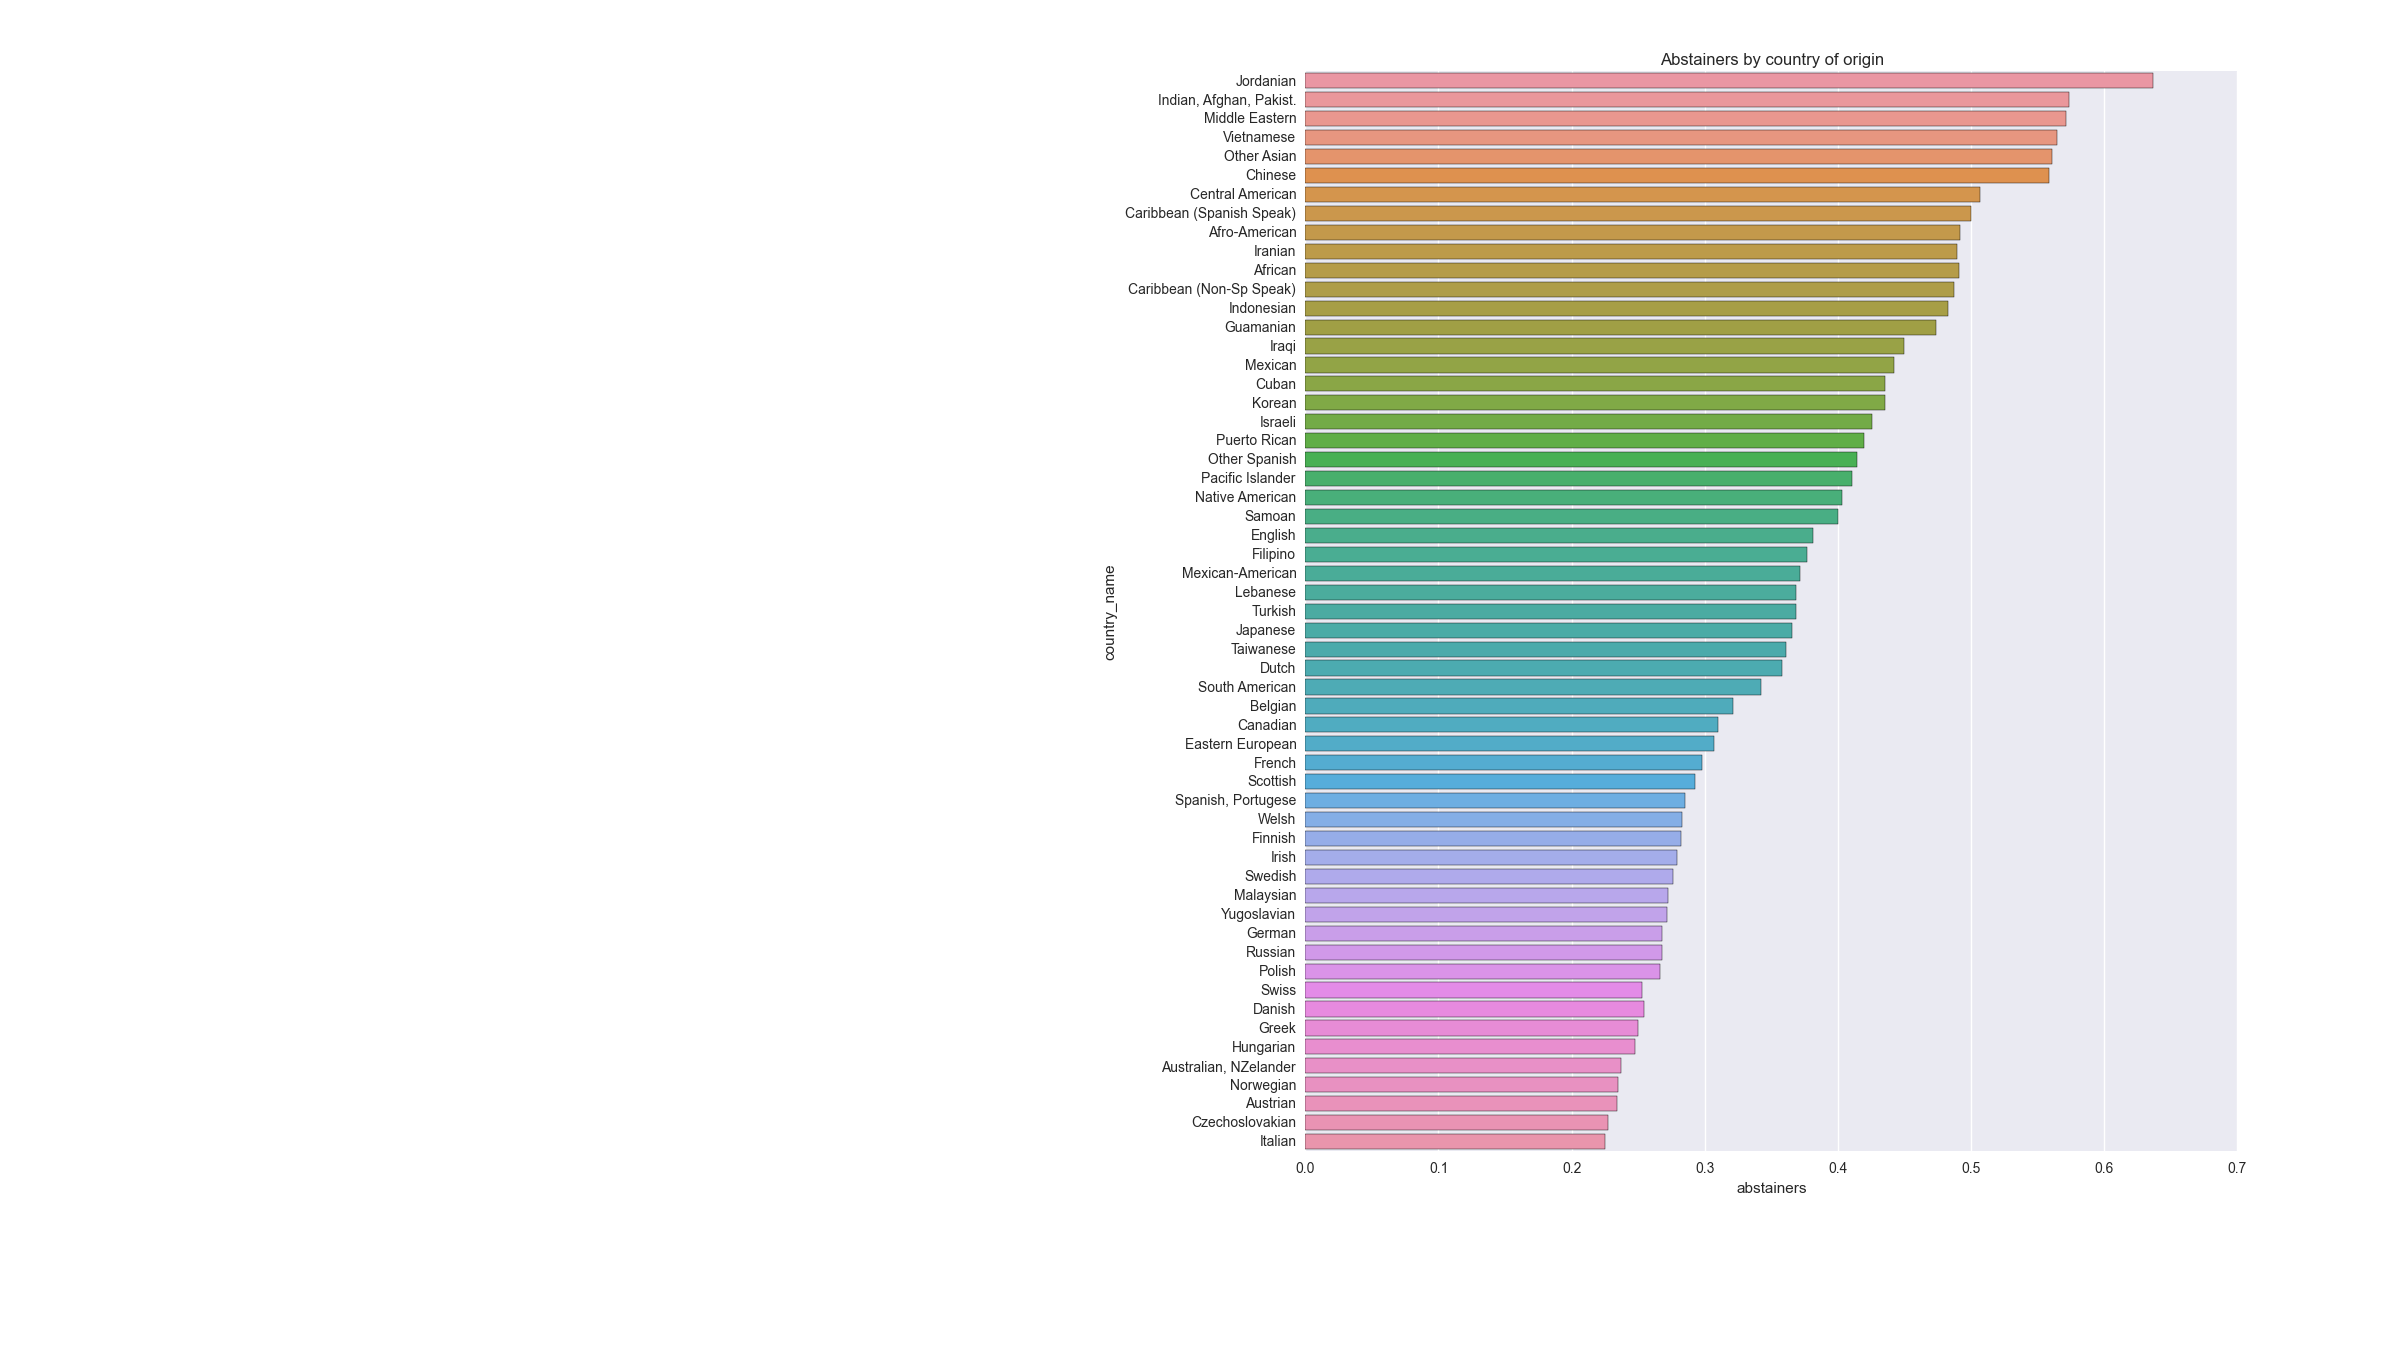 Abstainers by country of origin
Jordanian
Indian, Afghan, Pakist.
Middle Eastern
Vietnamese
Other Asian
Chinese
Central American
Caribbean (Spanish Speak)
Afro-American
Iranian
African
Caribbean (Non-Sp Speak)
Indonesian
Guamanian
Iraqi
Mexican
Cuban
Korean
Israeli
Puerto Rican
Other Spanish
Pacific Islander
Native American
Samoan
English
Filipino
Mexican-American
Lebanese
Turkish
Japanese
Taiwanese
Dutch
South American
Belgian
Canadian
Eastern European
French
Scottish
Spanish, Portugese
Welsh
Finnish
Irish
Swedish
Malaysian
Yugoslavian
German
Russian
Polish
Swiss
Danish
Greek
Hungarian
Australian, NZelander
Norwegian
Austrian
Czechoslovakian
Italian
country_name
0.0 0.1 0.2 0.3 0.4 0.5 0.6 0.7
abstainers